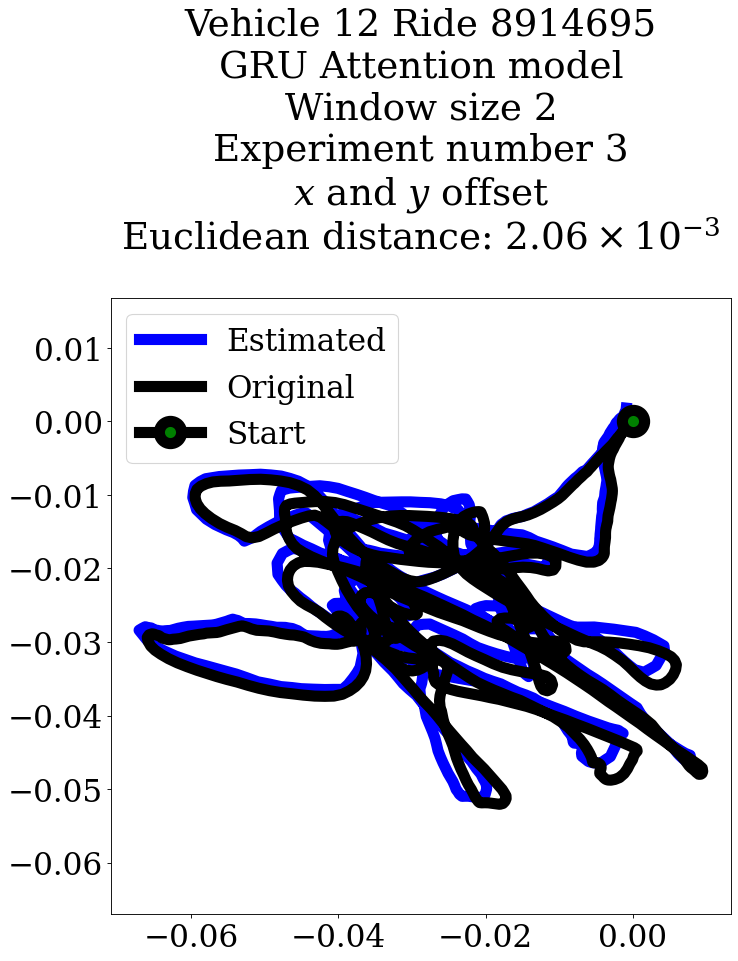 Vehicle 12 Ride 8914695
GRU Attention model
Window size 2
Experiment number 3
x and y offset
Euclidean distance: 2.06 × 10⁻³
Estimated
Original
Start
0.01
0.00
−0.01
−0.02
−0.03
−0.04
−0.05
−0.06
−0.06 −0.04 −0.02 0.00